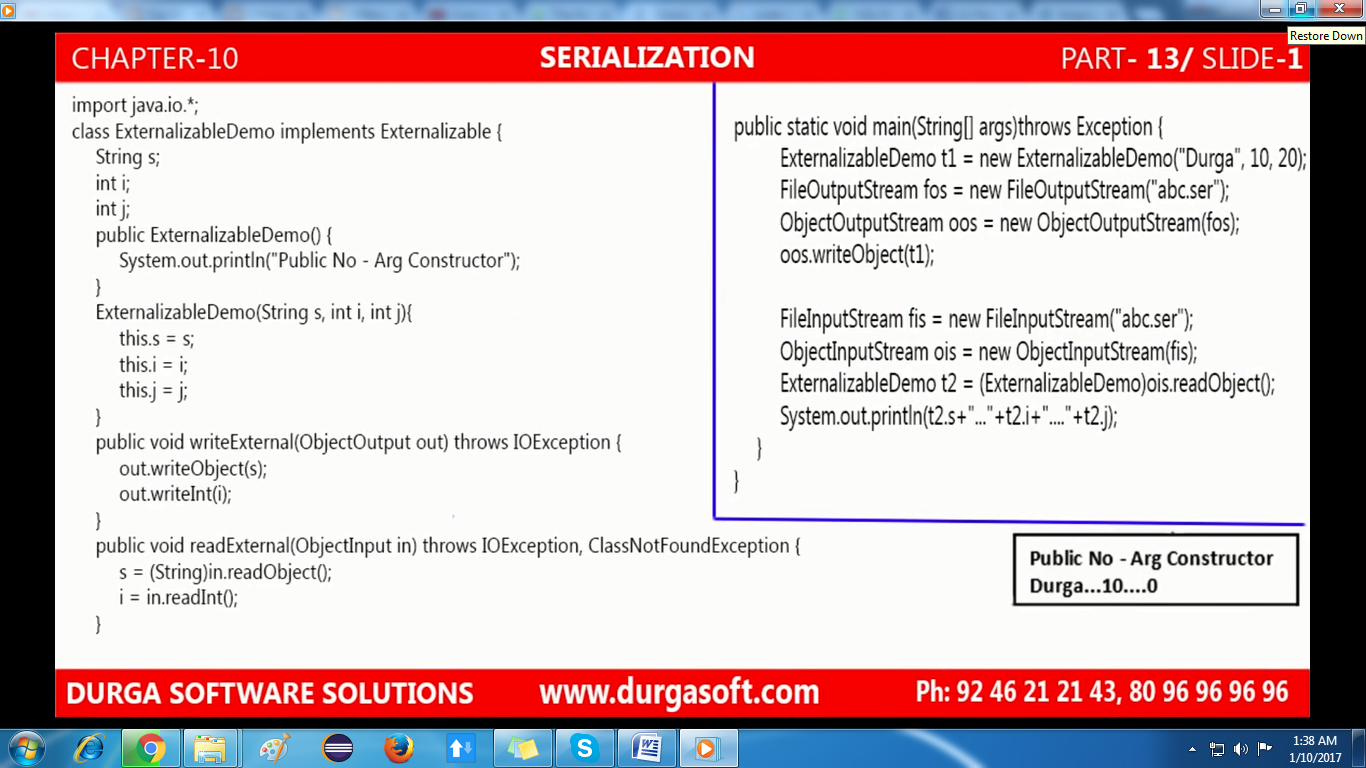 Restore Down
CHAPTER-10
SERIALIZATION
PART- 13/ SLIDE-1
import java.io.*;
class ExternalizableDemo implements Externalizable {
String s;
int i;
int j;
public ExternalizableDemo() {
System.out.println("Public No - Arg Constructor");
}
ExternalizableDemo(String s, int i, int j){
this.s = s;
this.i = i;
this.j = j;
}
public void writeExternal(ObjectOutput out) throws IOException {
out.writeObject(s);
out.writeInt(i);
}
public void readExternal(ObjectInput in) throws IOException, ClassNotFoundException {
s = (String)in.readObject();
i = in.readInt();
}
public static void main(String[] args)throws Exception {
ExternalizableDemo t1 = new ExternalizableDemo("Durga", 10, 20);
FileOutputStream fos = new FileOutputStream("abc.ser");
ObjectOutputStream oos = new ObjectOutputStream(fos);
oos.writeObject(t1);
FileInputStream fis = new FileInputStream("abc.ser");
ObjectInputStream ois = new ObjectInputStream(fis);
ExternalizableDemo t2 = (ExternalizableDemo)ois.readObject();
System.out.println(t2.s+"..."+t2.i+"...."+t2.j);
}
}
Public No - Arg Constructor
Durga...10....0
DURGA SOFTWARE SOLUTIONS
www.durgasoft.com
Ph: 92 46 21 21 43, 80 96 96 96 96
1:38 AM
1/10/2017